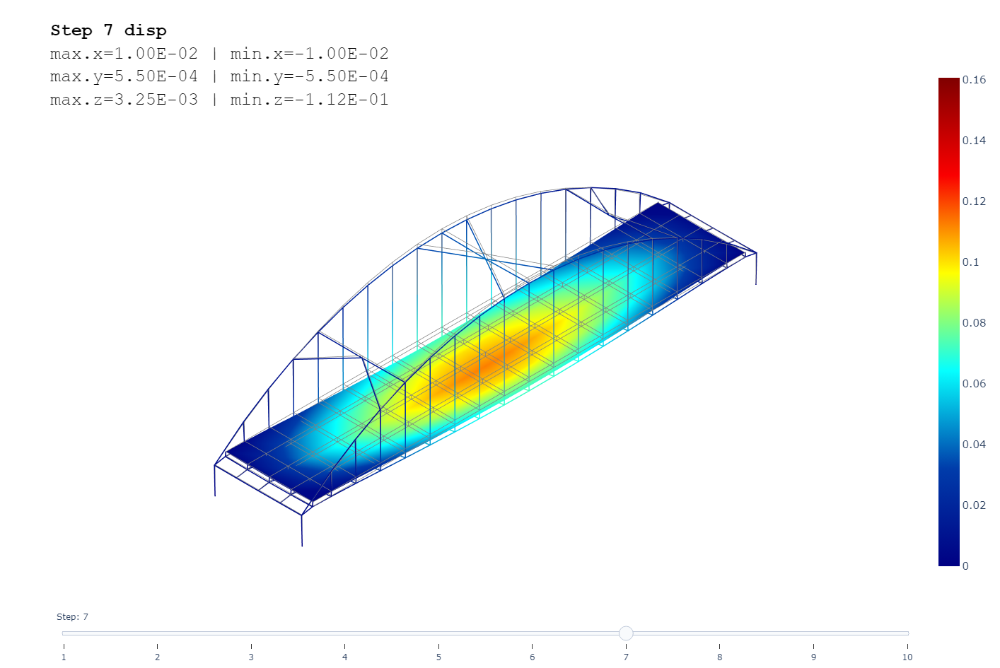 Step 7 disp
max.x=1.00E-02 | min.x=-1.00E-02
max.y=5.50E-04 | min.y=-5.50E-04
max.z=3.25E-03 | min.z=-1.12E-01
0.16
0.14
0.12
0.1
0.08
0.06
0.04
0.02
0
Step: 7
1 2 3 4 5 6 7 8 9 10